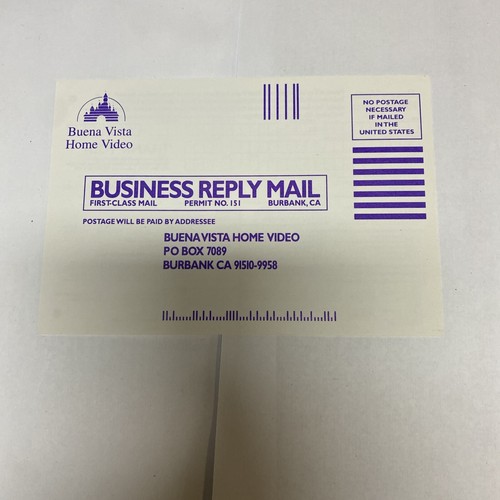 Buena Vista
Home Video
NO POSTAGE
NECESSARY
IF MAILED
IN THE
UNITED STATES
BUSINESS REPLY MAIL
FIRST-CLASS MAIL PERMIT NO. 151 BURBANK, CA
POSTAGE WILL BE PAID BY ADDRESSEE
BUENA VISTA HOME VIDEO
PO BOX 7089
BURBANK CA 91510-9958